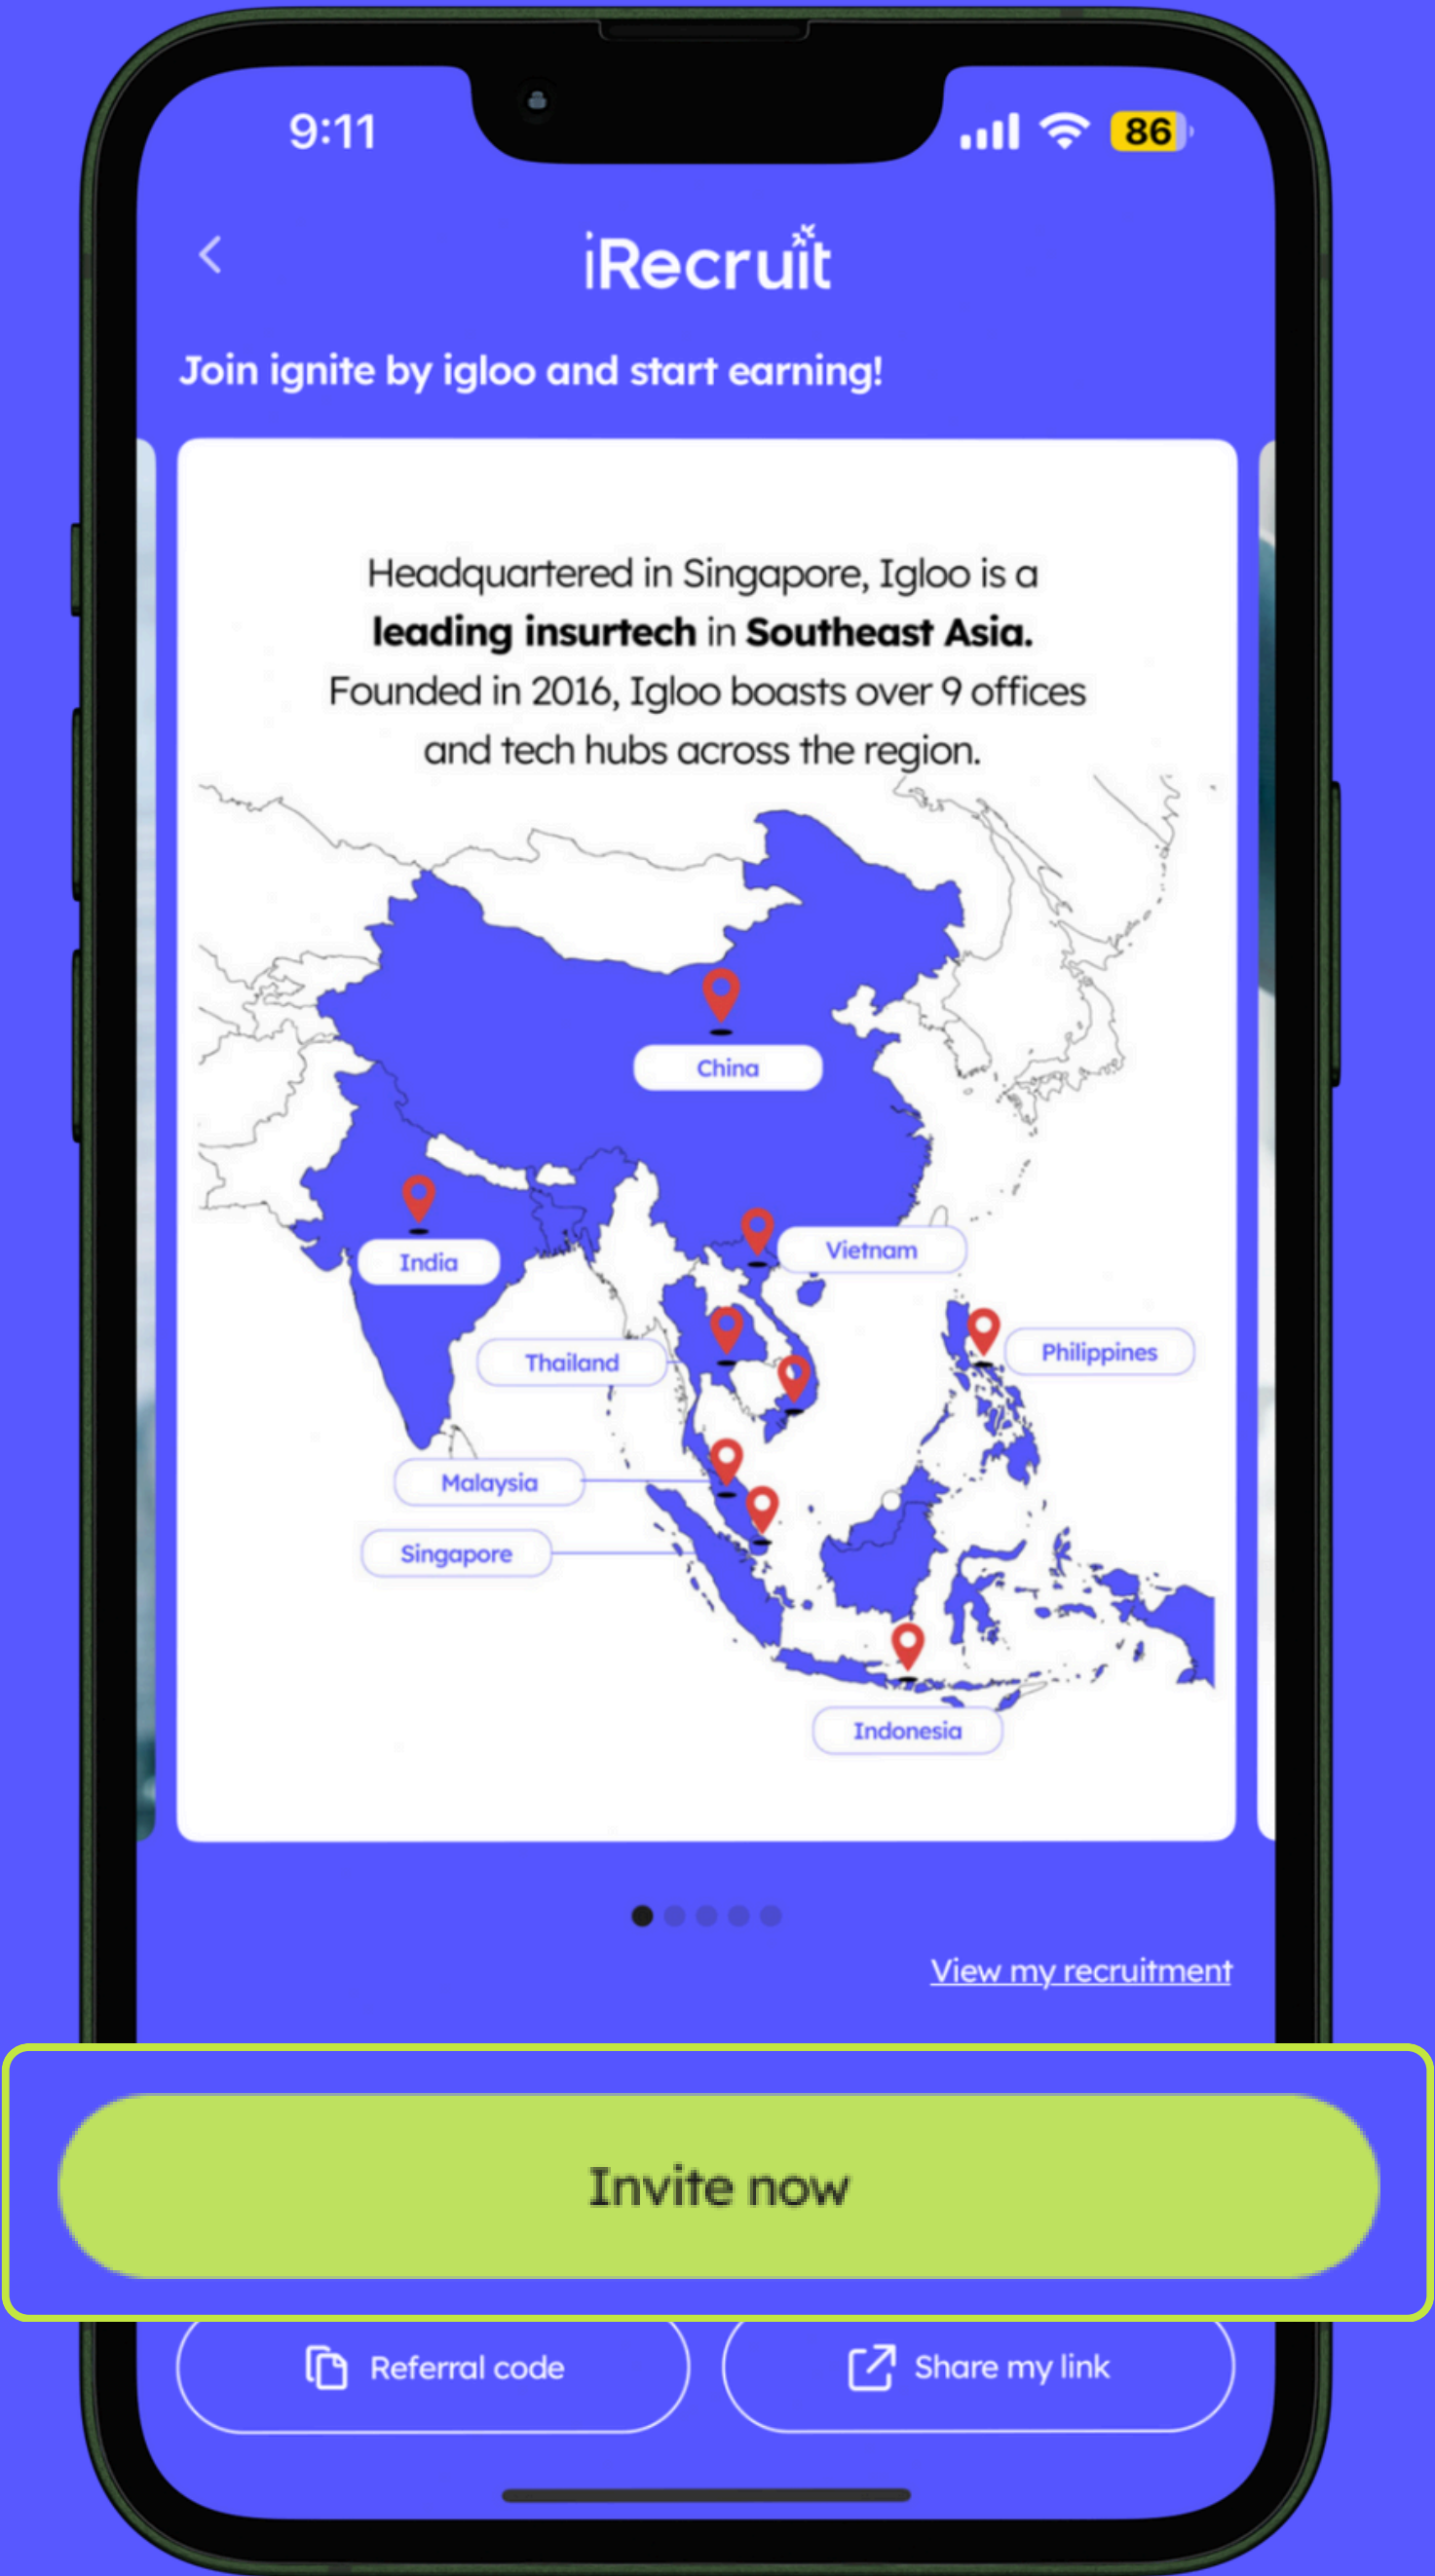 9:11
86
iRecruit
Join ignite by igloo and start earning!
Headquartered in Singapore, Igloo is a
leading insurtech in Southeast Asia.
Founded in 2016, Igloo boasts over 9 offices
and tech hubs across the region.
China
India
Vietnam
Thailand
Philippines
Malaysia
Singapore
Indonesia
View my recruitment
Invite now
Referral code
Share my link